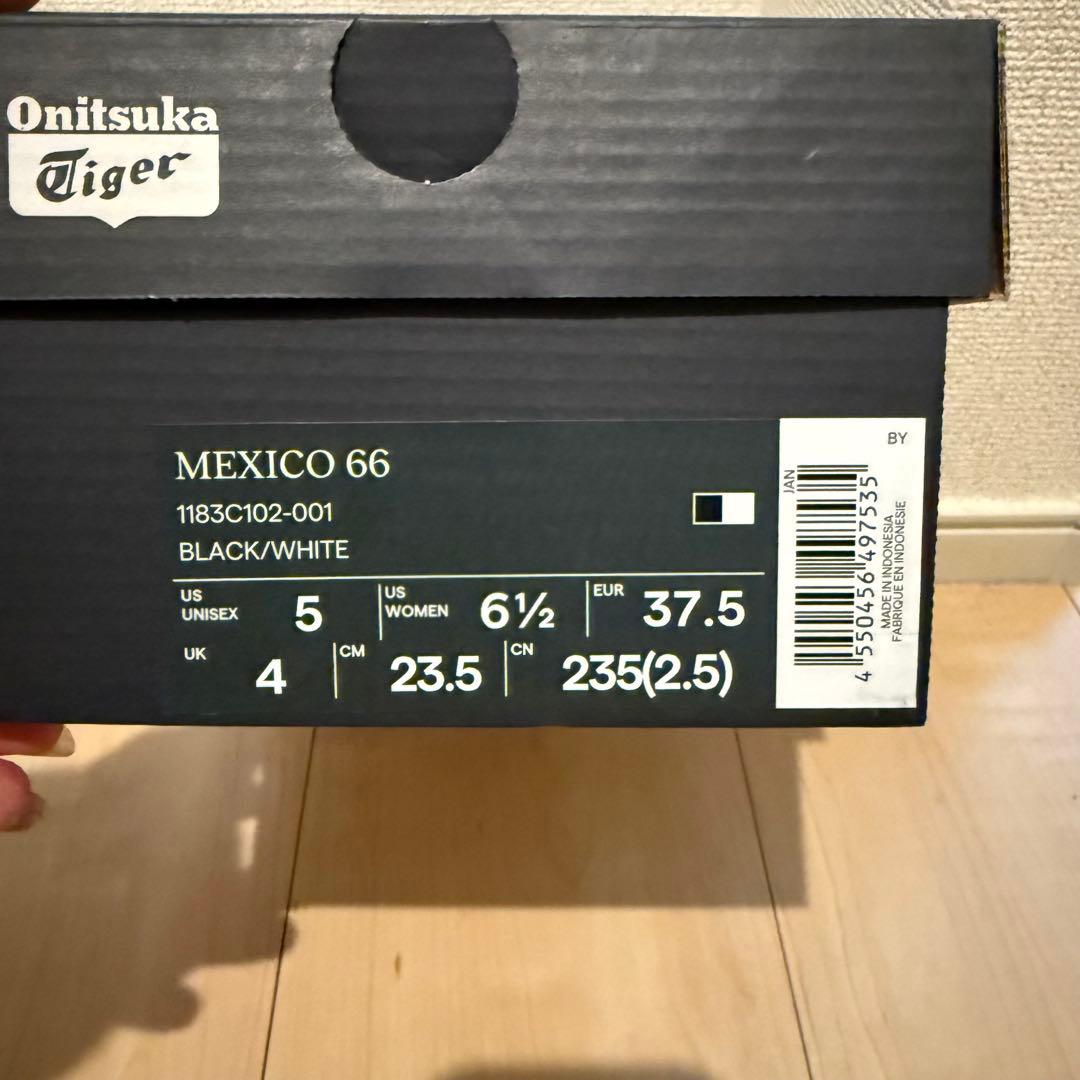 Onitsuka
Tiger
MEXICO 66
1183C102-001
BLACK/WHITE
US UNISEX 5
US WOMEN 6½
EUR 37.5
UK 4
CM 23.5
CN 235(2.5)
BY
JAN
4 550456 497535
MADE IN INDONESIA
FABRIQUE EN INDONESIE